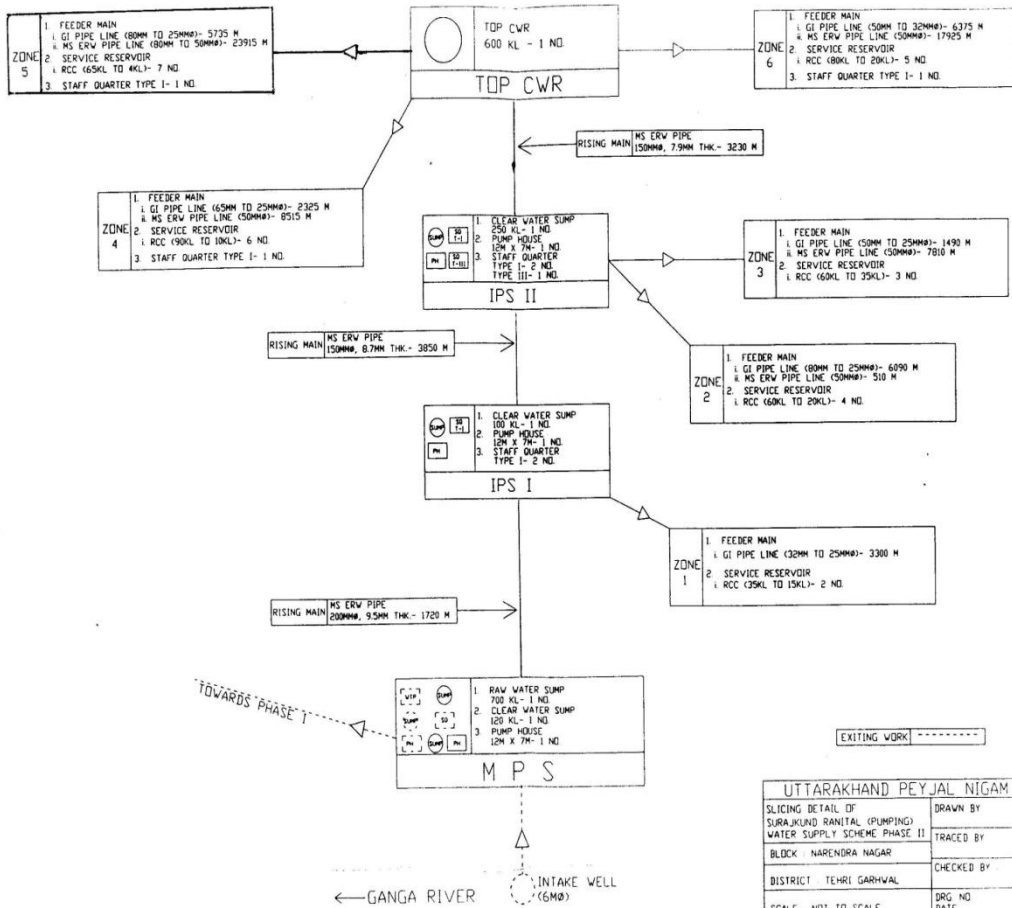 ZONE 5
1. FEEDER MAIN
i. GI PIPE LINE (80MM TO 25MMØ)- 5735 M
ii. MS ERW PIPE LINE (80MM TO 50MMØ)- 23915 M
2. SERVICE RESERVOIR
i. RCC (65KL TO 4KL)- 7 NO.
3. STAFF QUARTER TYPE I- 1 NO.
TOP CWR
600 KL - 1 NO.
TOP CWR
ZONE 6
1. FEEDER MAIN
i. GI PIPE LINE (50MM TO 32MMØ)- 6375 M
ii. MS ERW PIPE LINE (50MMØ)- 17925 M
2. SERVICE RESERVOIR
i. RCC (80KL TO 20KL)- 5 NO.
3. STAFF QUARTER TYPE I- 1 NO.
RISING MAIN
MS ERW PIPE
150MMØ, 7.9MM THK.- 3230 M
ZONE 4
1. FEEDER MAIN
i. GI PIPE LINE (65MM TO 25MMØ)- 2325 M
ii. MS ERW PIPE LINE (50MMØ)- 8515 M
2. SERVICE RESERVOIR
i. RCC (90KL TO 10KL)- 6 NO.
3. STAFF QUARTER TYPE I- 1 NO.
SUMP
SQ T-I
PH
SQ T-III
1. CLEAR WATER SUMP
250 KL- 1 NO.
2. PUMP HOUSE
12M X 7M- 1 NO.
3. STAFF QUARTER
TYPE I- 2 NO.
TYPE III- 1 NO.
IPS II
ZONE 3
1. FEEDER MAIN
i. GI PIPE LINE (50MM TO 25MMØ)- 1490 M
ii. MS ERW PIPE LINE (50MMØ)- 7810 M
2. SERVICE RESERVOIR
i. RCC (60KL TO 35KL)- 3 NO.
RISING MAIN
MS ERW PIPE
150MMØ, 8.7MM THK.- 3850 M
ZONE 2
1. FEEDER MAIN
i. GI PIPE LINE (80MM TO 25MMØ)- 6090 M
ii. MS ERW PIPE LINE (50MMØ)- 510 M
2. SERVICE RESERVOIR
i. RCC (60KL TO 20KL)- 4 NO.
SUMP
SQ T-I
PH
1. CLEAR WATER SUMP
100 KL- 1 NO.
2. PUMP HOUSE
12M X 7M- 1 NO.
3. STAFF QUARTER
TYPE I- 2 NO.
IPS I
ZONE 1
1. FEEDER MAIN
i. GI PIPE LINE (32MM TO 25MMØ)- 3300 M
2. SERVICE RESERVOIR
i. RCC (35KL TO 15KL)- 2 NO.
RISING MAIN
MS ERW PIPE
200MMØ, 9.5MM THK.- 1720 M
TOWARDS PHASE I
WTP
SUMP
SUMP
SQ
PH
SUMP
PH
1. RAW WATER SUMP
700 KL- 1 NO.
2. CLEAR WATER SUMP
120 KL- 1 NO.
3. PUMP HOUSE
12M X 7M- 1 NO.
M P S
EXITING WORK
GANGA RIVER
INTAKE WELL
(6MØ)
UTTARAKHAND PEYJAL NIGAM
SLICING DETAIL OF
SURAJKUND RANITAL (PUMPING)
WATER SUPPLY SCHEME PHASE II
BLOCK : NARENDRA NAGAR
DISTRICT : TEHRI GARHWAL
SCALE : NOT TO SCALE
DRAWN BY
TRACED BY
CHECKED BY :
DRG. NO.
DATE